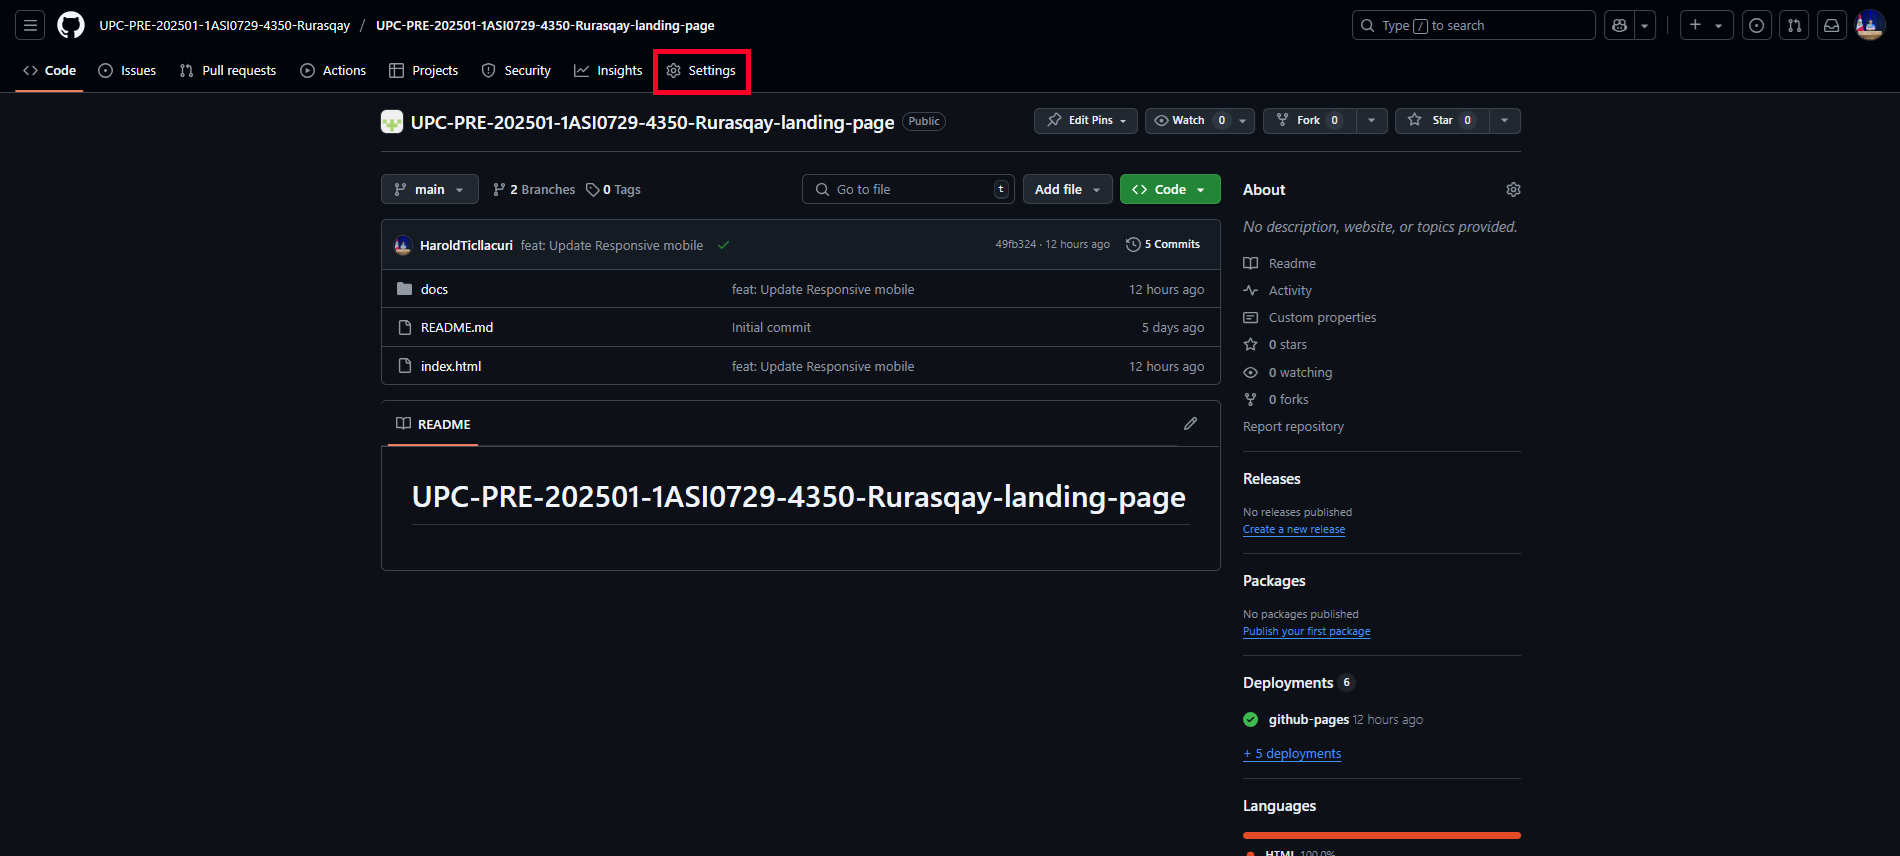 UPC-PRE-202501-1ASI0729-4350-Rurasqay / UPC-PRE-202501-1ASI0729-4350-Rurasqay-landing-page
Type / to search
Code Issues Pull requests Actions Projects Security Insights Settings
UPC-PRE-202501-1ASI0729-4350-Rurasqay-landing-page Public
Edit Pins Watch 0 Fork 0 Star 0
main 2 Branches 0 Tags
Go to file t Add file Code
HaroldTicllacuri feat: Update Responsive mobile 49fb324 · 12 hours ago 5 Commits
docs feat: Update Responsive mobile 12 hours ago
README.md Initial commit 5 days ago
index.html feat: Update Responsive mobile 12 hours ago
README
UPC-PRE-202501-1ASI0729-4350-Rurasqay-landing-page
About
No description, website, or topics provided.
Readme
Activity
Custom properties
0 stars
0 watching
0 forks
Report repository
Releases
No releases published
Create a new release
Packages
No packages published
Publish your first package
Deployments 6
github-pages 12 hours ago
+ 5 deployments
Languages
HTML 100.0%